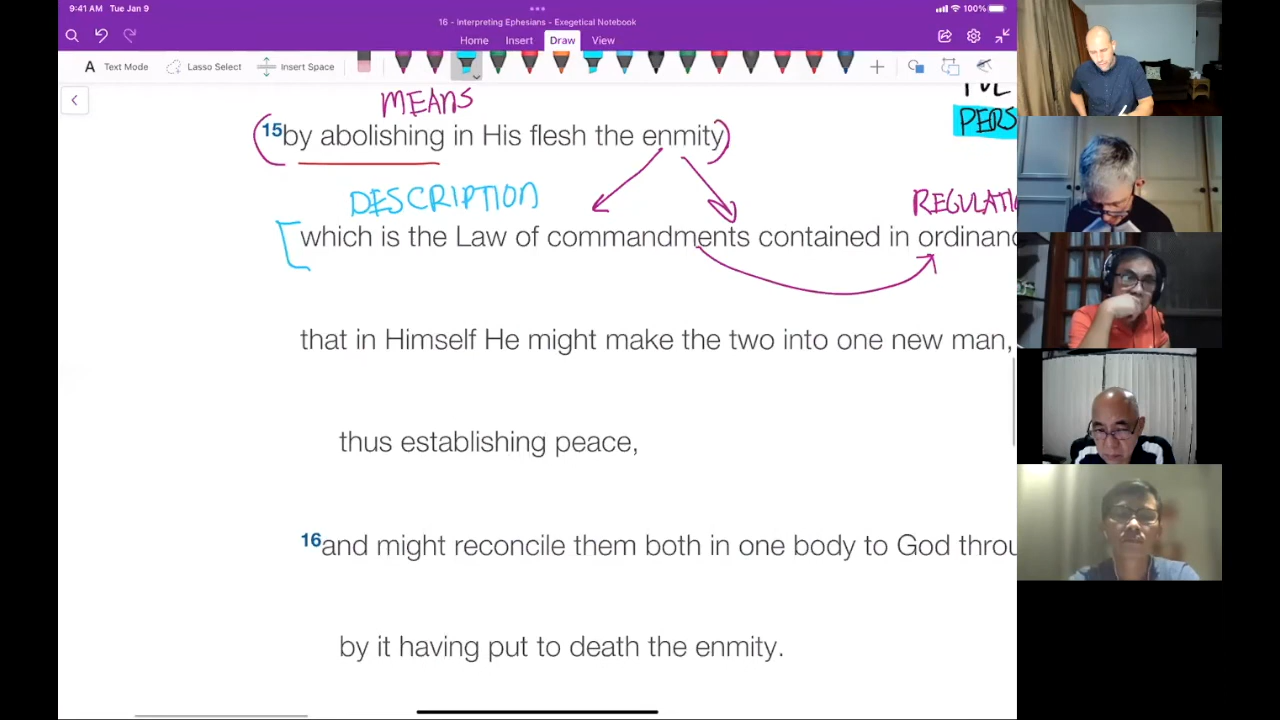 9:41 AM Tue Jan 9
100%
16 - Interpreting Ephesians - Exegetical Notebook
Home Insert Draw View
A Text Mode Lasso Select Insert Space
MEANS
PERS
15by abolishing in His flesh the enmity
DESCRIPTION
REGULATI
which is the Law of commandments contained in ordinanc
that in Himself He might make the two into one new man,
thus establishing peace,
16and might reconcile them both in one body to God throu
by it having put to death the enmity.